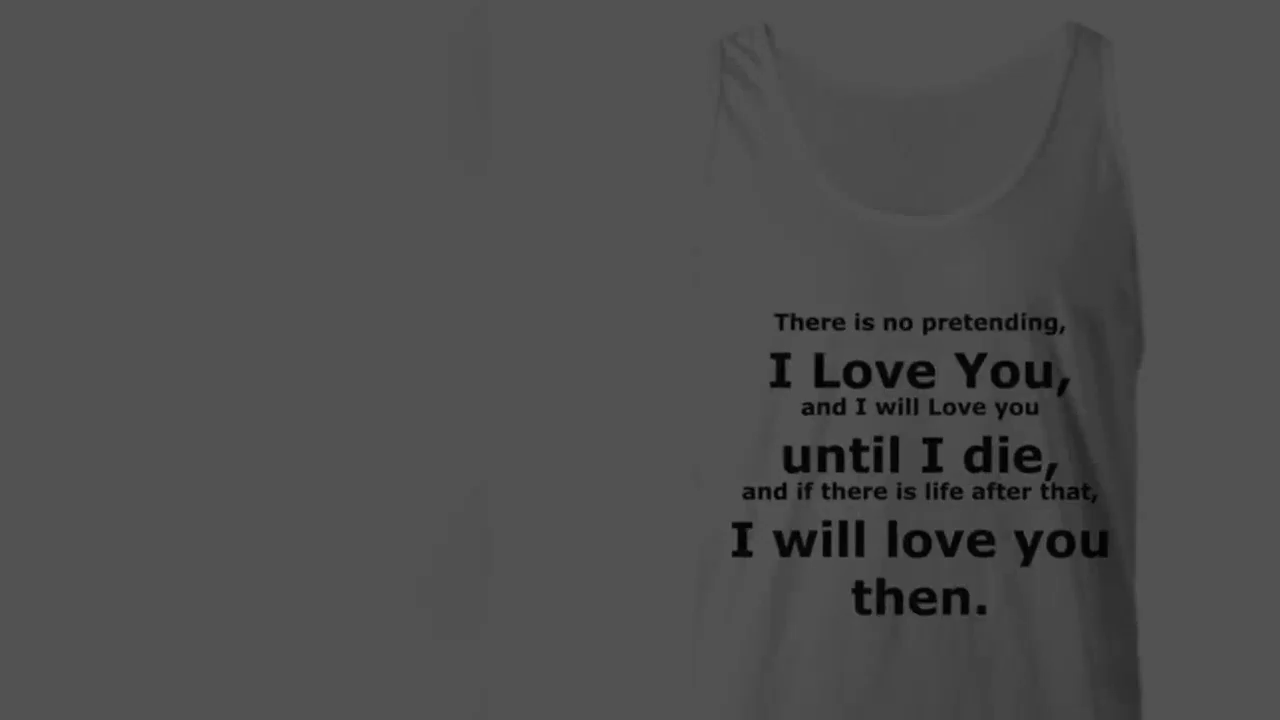 There is no pretending,
I Love You,
and I will Love you
until I die,
and if there is life after that,
I will love you
then.